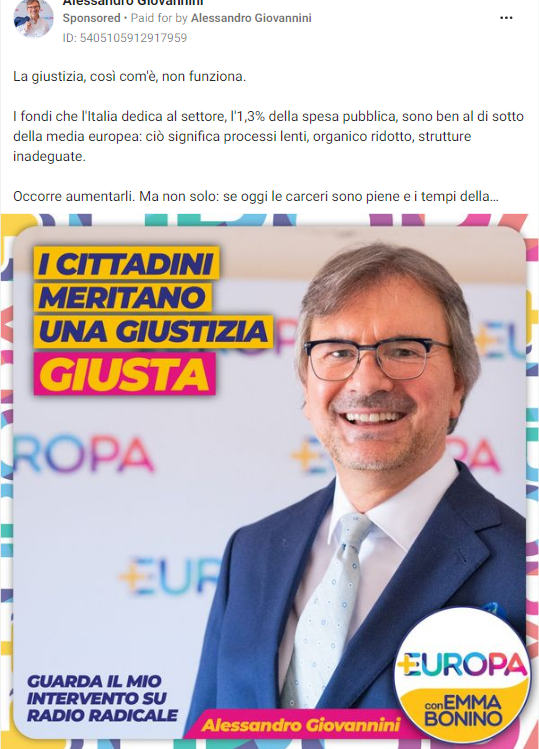 Alessandro Giovannini
Sponsored • Paid for by Alessandro Giovannini
ID: 5405105912917959
La giustizia, così com'è, non funziona.
I fondi che l'Italia dedica al settore, l'1,3% della spesa pubblica, sono ben al di sotto
della media europea: ciò significa processi lenti, organico ridotto, strutture
inadeguate.
Occorre aumentarli. Ma non solo: se oggi le carceri sono piene e i tempi della...
I CITTADINI
MERITANO
UNA GIUSTIZIA
GIUSTA
ROPA
+EU
+E
PA
+EUR
GUARDA IL MIO
INTERVENTO SU
RADIO RADICALE
Alessandro Giovannini
+EUROPA
con EMMA
BONINO